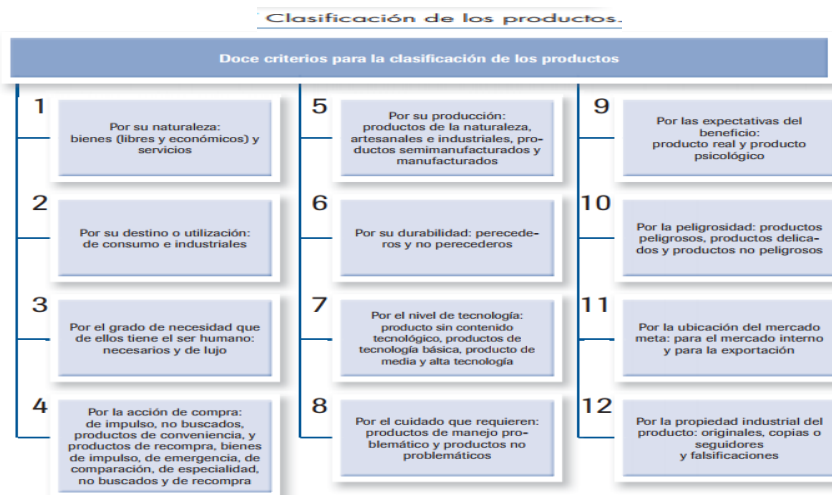 Clasificación de los productos.
Doce criterios para la clasificación de los productos
1
Por su naturaleza:
bienes (libres y económicos) y
servicios
2
Por su destino o utilización:
de consumo e industriales
3
Por el grado de necesidad que
de ellos tiene el ser humano:
necesarios y de lujo
4
Por la acción de compra:
de impulso, no buscados,
productos de conveniencia, y
productos de recompra, bienes
de impulso, de emergencia, de
comparación, de especialidad,
no buscados y de recompra
5
Por su producción:
productos de la naturaleza,
artesanales e industriales, pro-
ductos semimanufacturados y
manufacturados
6
Por su durabilidad: perecede-
ros y no perecederos
7
Por el nivel de tecnología:
producto sin contenido
tecnológico, productos de
tecnología básica, producto de
media y alta tecnología
8
Por el cuidado que requieren:
productos de manejo pro-
blemático y productos no
problemáticos
9
Por las expectativas del
beneficio:
producto real y producto
psicológico
10
Por la peligrosidad: productos
peligrosos, productos delica-
dos y productos no peligrosos
11
Por la ubicación del mercado
meta: para el mercado interno
y para la exportación
12
Por la propiedad industrial del
producto: originales, copias o
seguidores
y falsificaciones